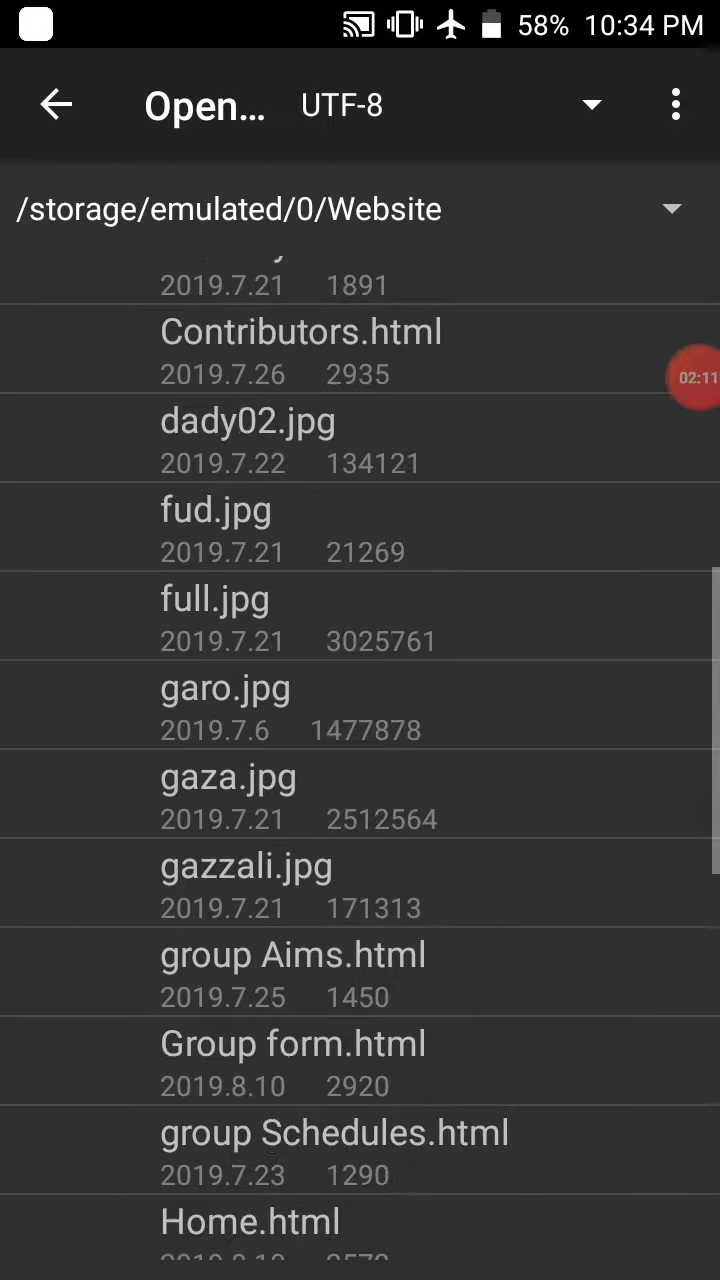 58% 10:34 PM
Open... UTF-8
/storage/emulated/0/Website
2019.7.21 1891
Contributors.html
2019.7.26 2935
02:11
dady02.jpg
2019.7.22 134121
fud.jpg
2019.7.21 21269
full.jpg
2019.7.21 3025761
garo.jpg
2019.7.6 1477878
gaza.jpg
2019.7.21 2512564
gazzali.jpg
2019.7.21 171313
group Aims.html
2019.7.25 1450
Group form.html
2019.8.10 2920
group Schedules.html
2019.7.23 1290
Home.html